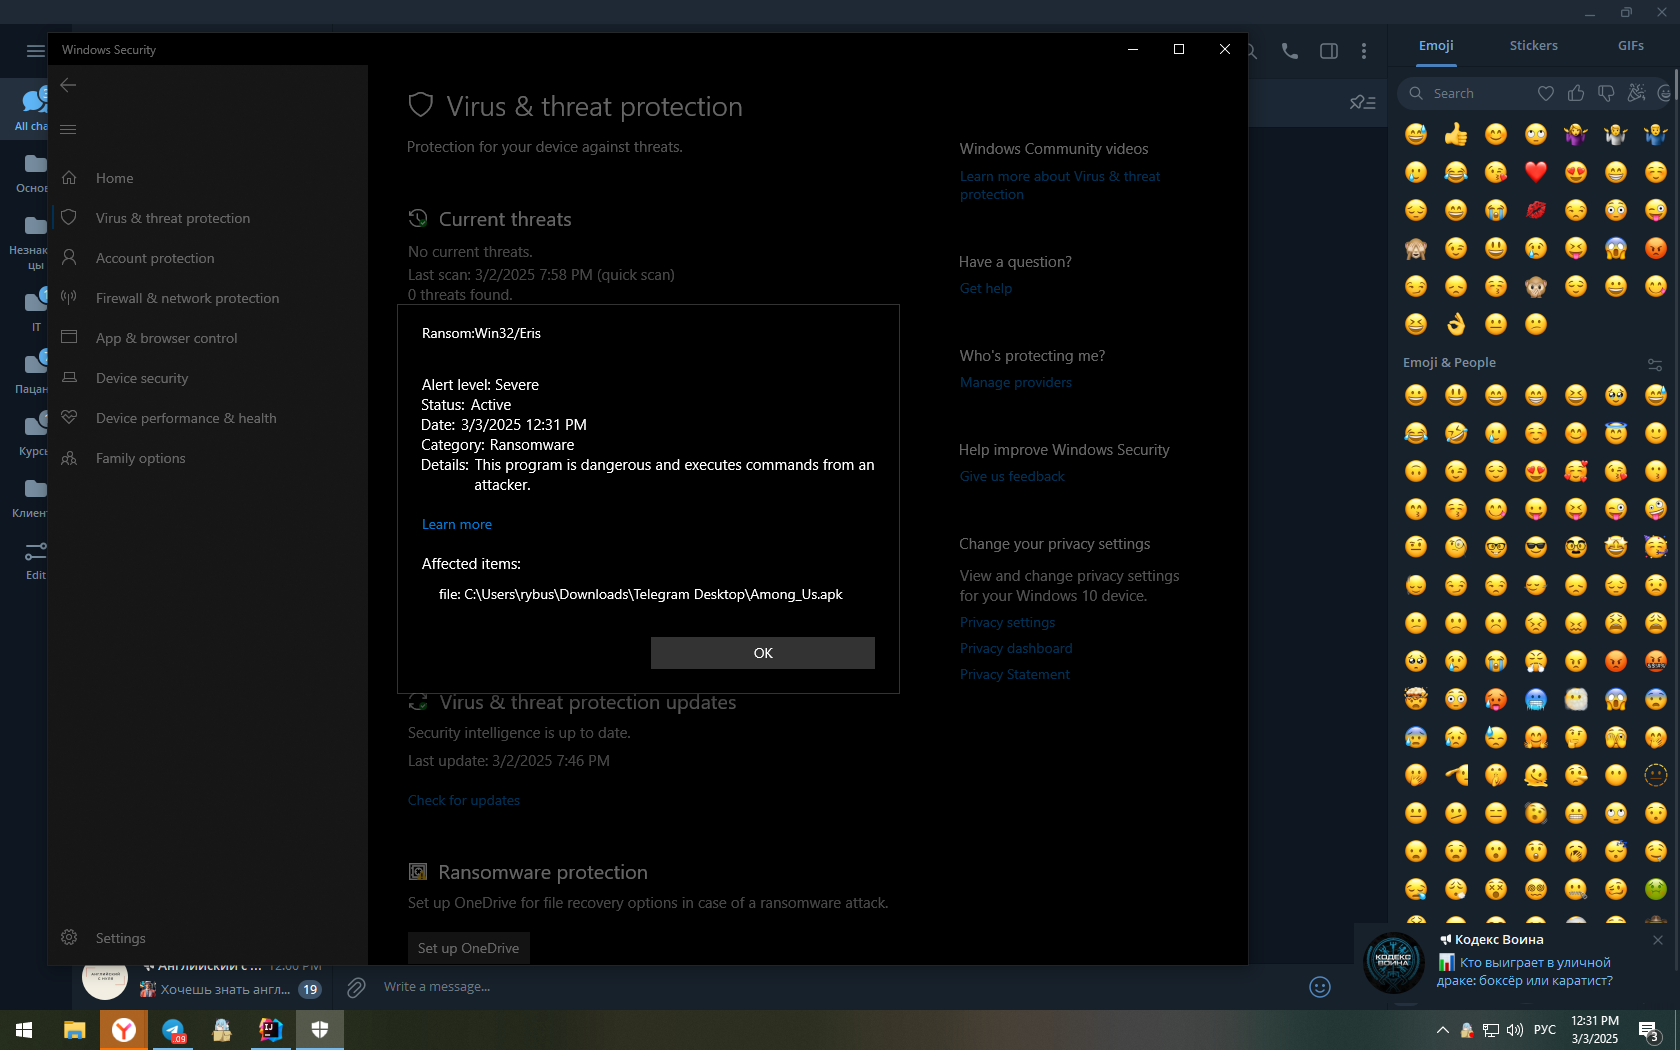 Windows Security
All cha
Основ
Незнак
цы
IT
Пацан
Курсы
Клиен
Edit
Home
Virus & threat protection
Account protection
Firewall & network protection
App & browser control
Device security
Device performance & health
Family options
Settings
Virus & threat protection
Protection for your device against threats.
Current threats
No current threats.
Last scan: 3/2/2025 7:58 PM (quick scan)
0 threats found.
Ransom:Win32/Eris
Alert level: Severe
Status: Active
Date: 3/3/2025 12:31 PM
Category: Ransomware
Details: This program is dangerous and executes commands from an
attacker.
Learn more
Affected items:
file: C:\Users\rybus\Downloads\Telegram Desktop\Among_Us.apk
OK
Virus & threat protection updates
Security intelligence is up to date.
Last update: 3/2/2025 7:46 PM
Check for updates
Ransomware protection
Set up OneDrive for file recovery options in case of a ransomware attack.
Set up OneDrive
Windows Community videos
Learn more about Virus & threat
protection
Have a question?
Get help
Who's protecting me?
Manage providers
Help improve Windows Security
Give us feedback
Change your privacy settings
View and change privacy settings
for your Windows 10 device.
Privacy settings
Privacy dashboard
Privacy Statement
Emoji Stickers GIFs
Search
Emoji & People
Кодекс Воина
Кто выиграет в уличной
драке: боксёр или каратист?
КОДЕКС
ВОИНА
АНГЛИЙСКИЙ
С НУЛЯ
Английский с ... 12:00 PM
Хочешь знать англ... 19
Write a message...
.09
РУС
12:31 PM
3/3/2025
3